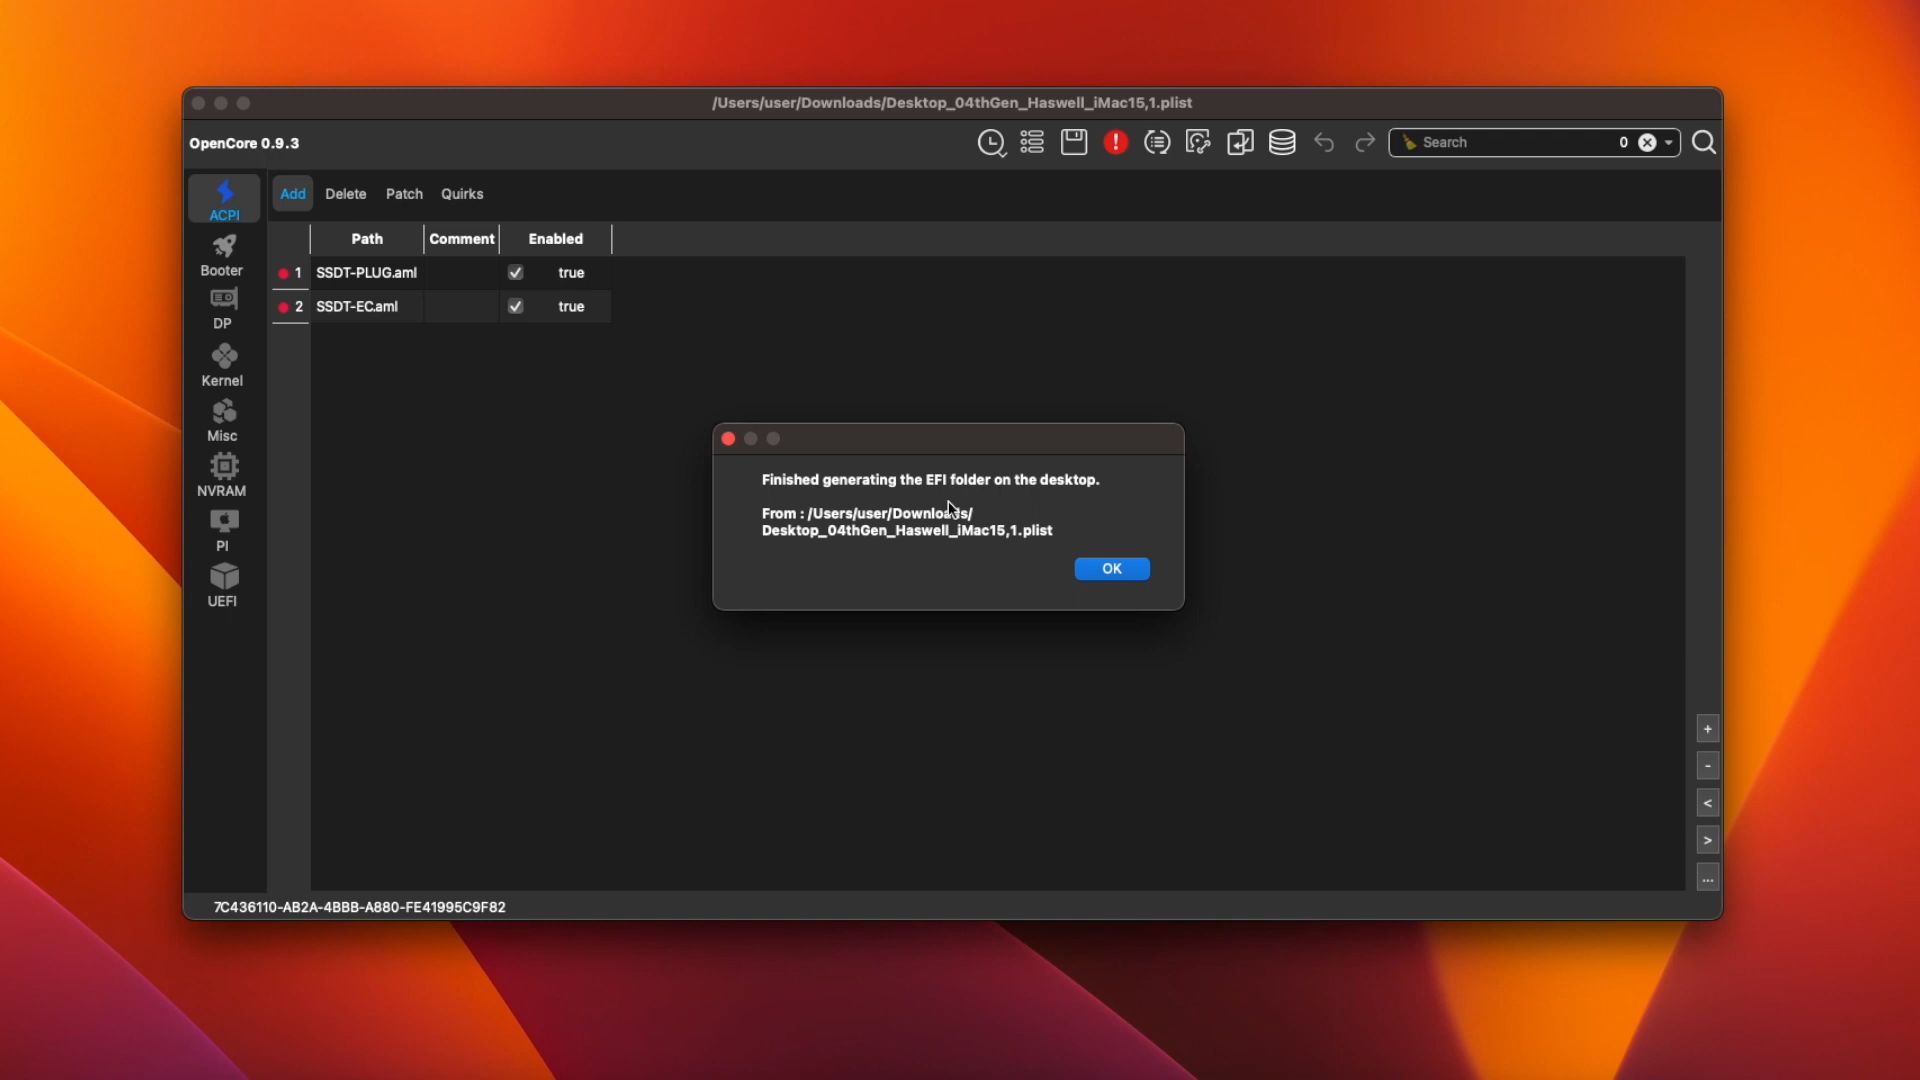 /Users/user/Downloads/Desktop_04thGen_Haswell_iMac15,1.plist
OpenCore 0.9.3
Search
0
ACPI
Add
Delete
Patch
Quirks
Path
Comment
Enabled
1
SSDT-PLUG.aml
true
2
SSDT-EC.aml
true
Booter
DP
Kernel
Misc
NVRAM
PI
UEFI
Finished generating the EFI folder on the desktop.
From : /Users/user/Downloads/
Desktop_04thGen_Haswell_iMac15,1.plist
OK
+
-
<
>
...
7C436110-AB2A-4BBB-A880-FE41995C9F82